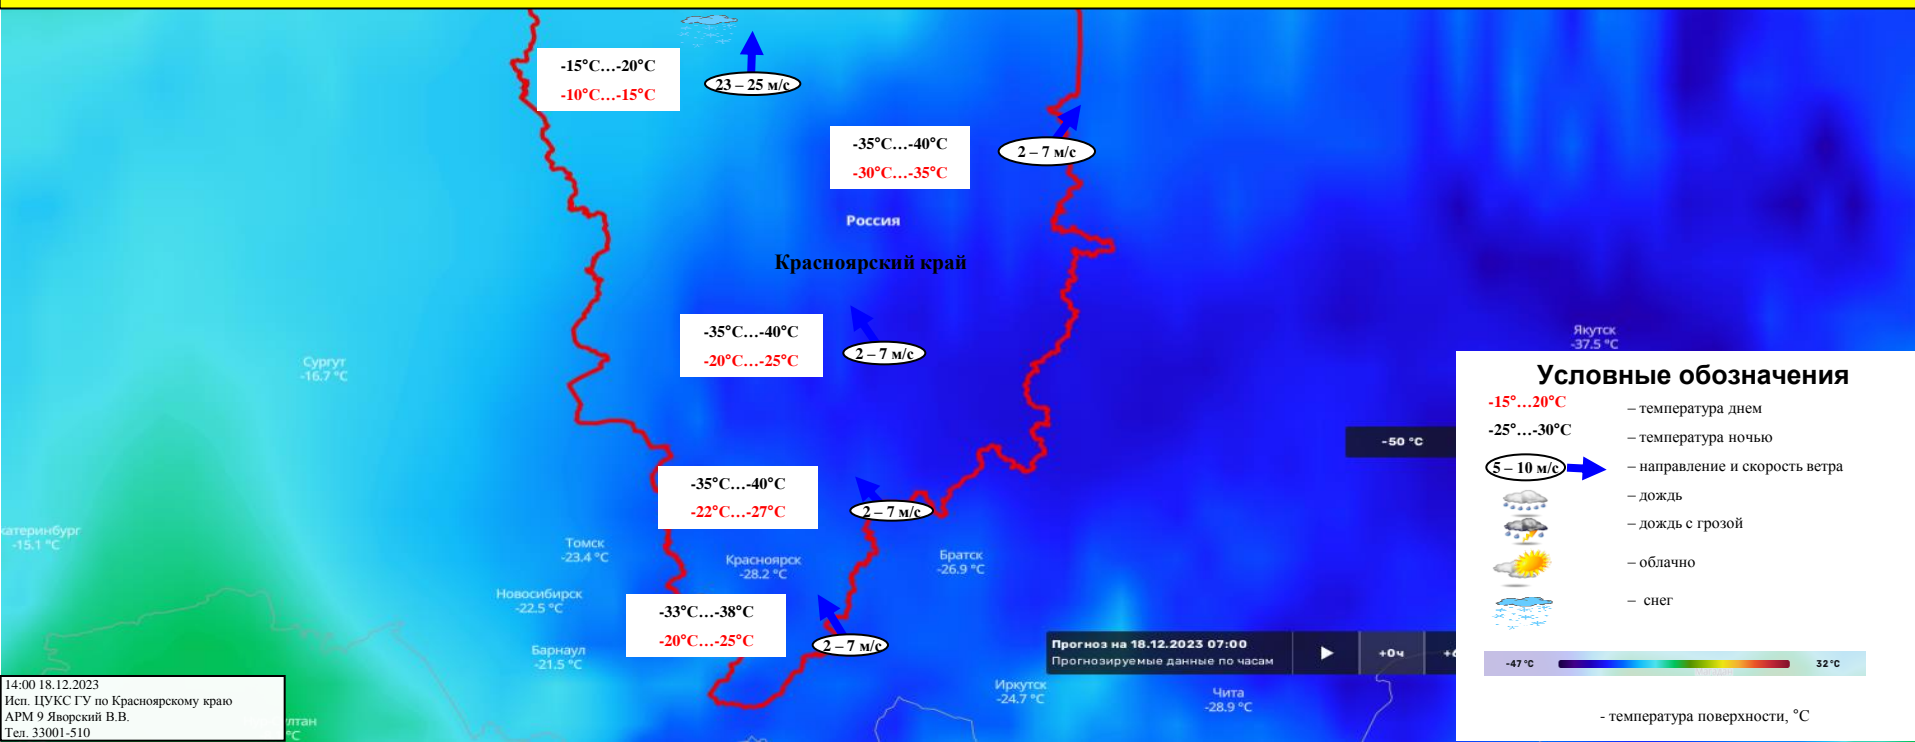 -15°C…-20°C
-10°C…-15°C
23 – 25 м/с
-35°C…-40°C
-30°C…-35°C
2 – 7 м/с
Россия
Красноярский край
-35°C…-40°C
-20°C…-25°C
2 – 7 м/с
Якутск
-37.5 °C
Сургут
-16.7 °C
-50 °C
-35°C…-40°C
-22°C…-27°C
2 – 7 м/с
катеринбург
-15.1 °C
Томск
-23.4 °C
Красноярск
-28.2 °C
Братск
-26.9 °C
Новосибирск
-22.5 °C
-33°C…-38°C
-20°C…-25°C
2 – 7 м/с
Барнаул
-21.5 °C
Прогноз на 18.12.2023 07:00
Прогнозируемые данные по часам
+0ч
Иркутск
-24.7 °C
Чита
-28.9 °C
14:00 18.12.2023
Исп. ЦУКС ГУ по Красноярскому краю
АРМ 9 Яворский В.В.
Тел. 33001-510
лтан
°C
Условные обозначения
-15°…20°C – температура днем
-25°…-30°C – температура ночью
5 – 10 м/с – направление и скорость ветра
– дождь
– дождь с грозой
– облачно
– снег
-47 °C 32 °C
- температура поверхности, °C